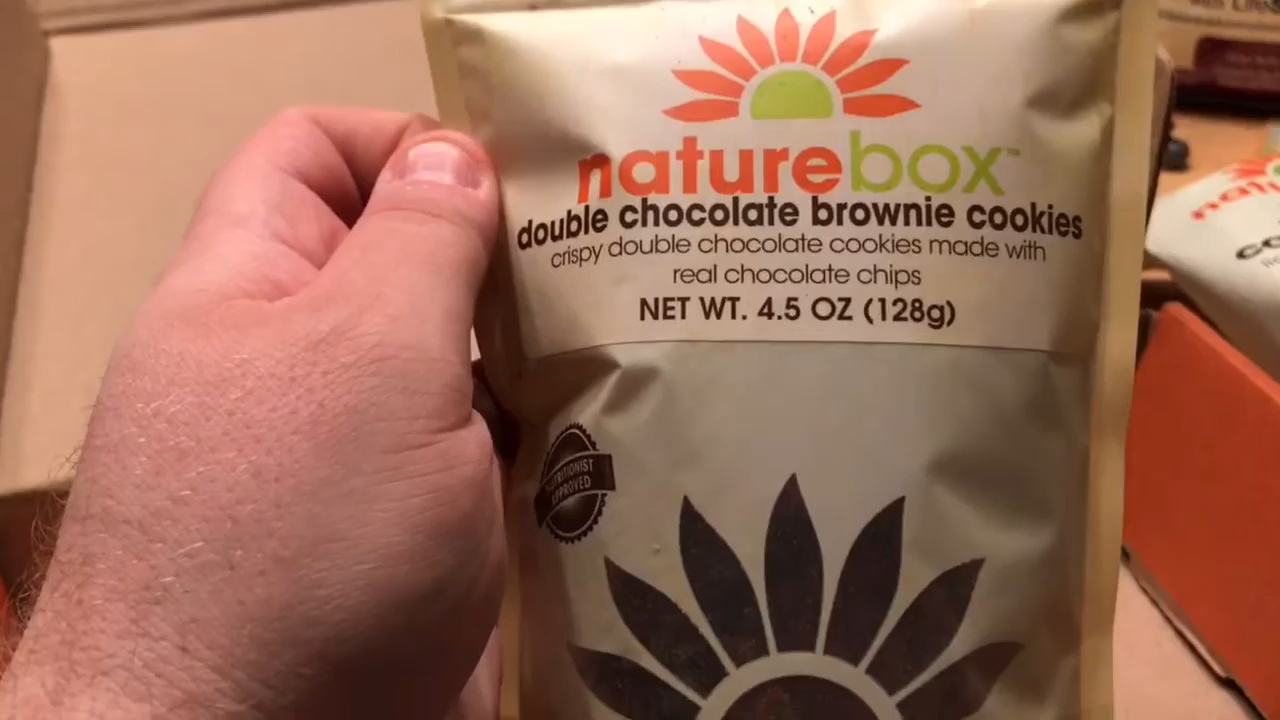 naturebox™
double chocolate brownie cookies
crispy double chocolate cookies made with
real chocolate chips
NET WT. 4.5 OZ (128g)
NUTRITIONIST
APPROVED